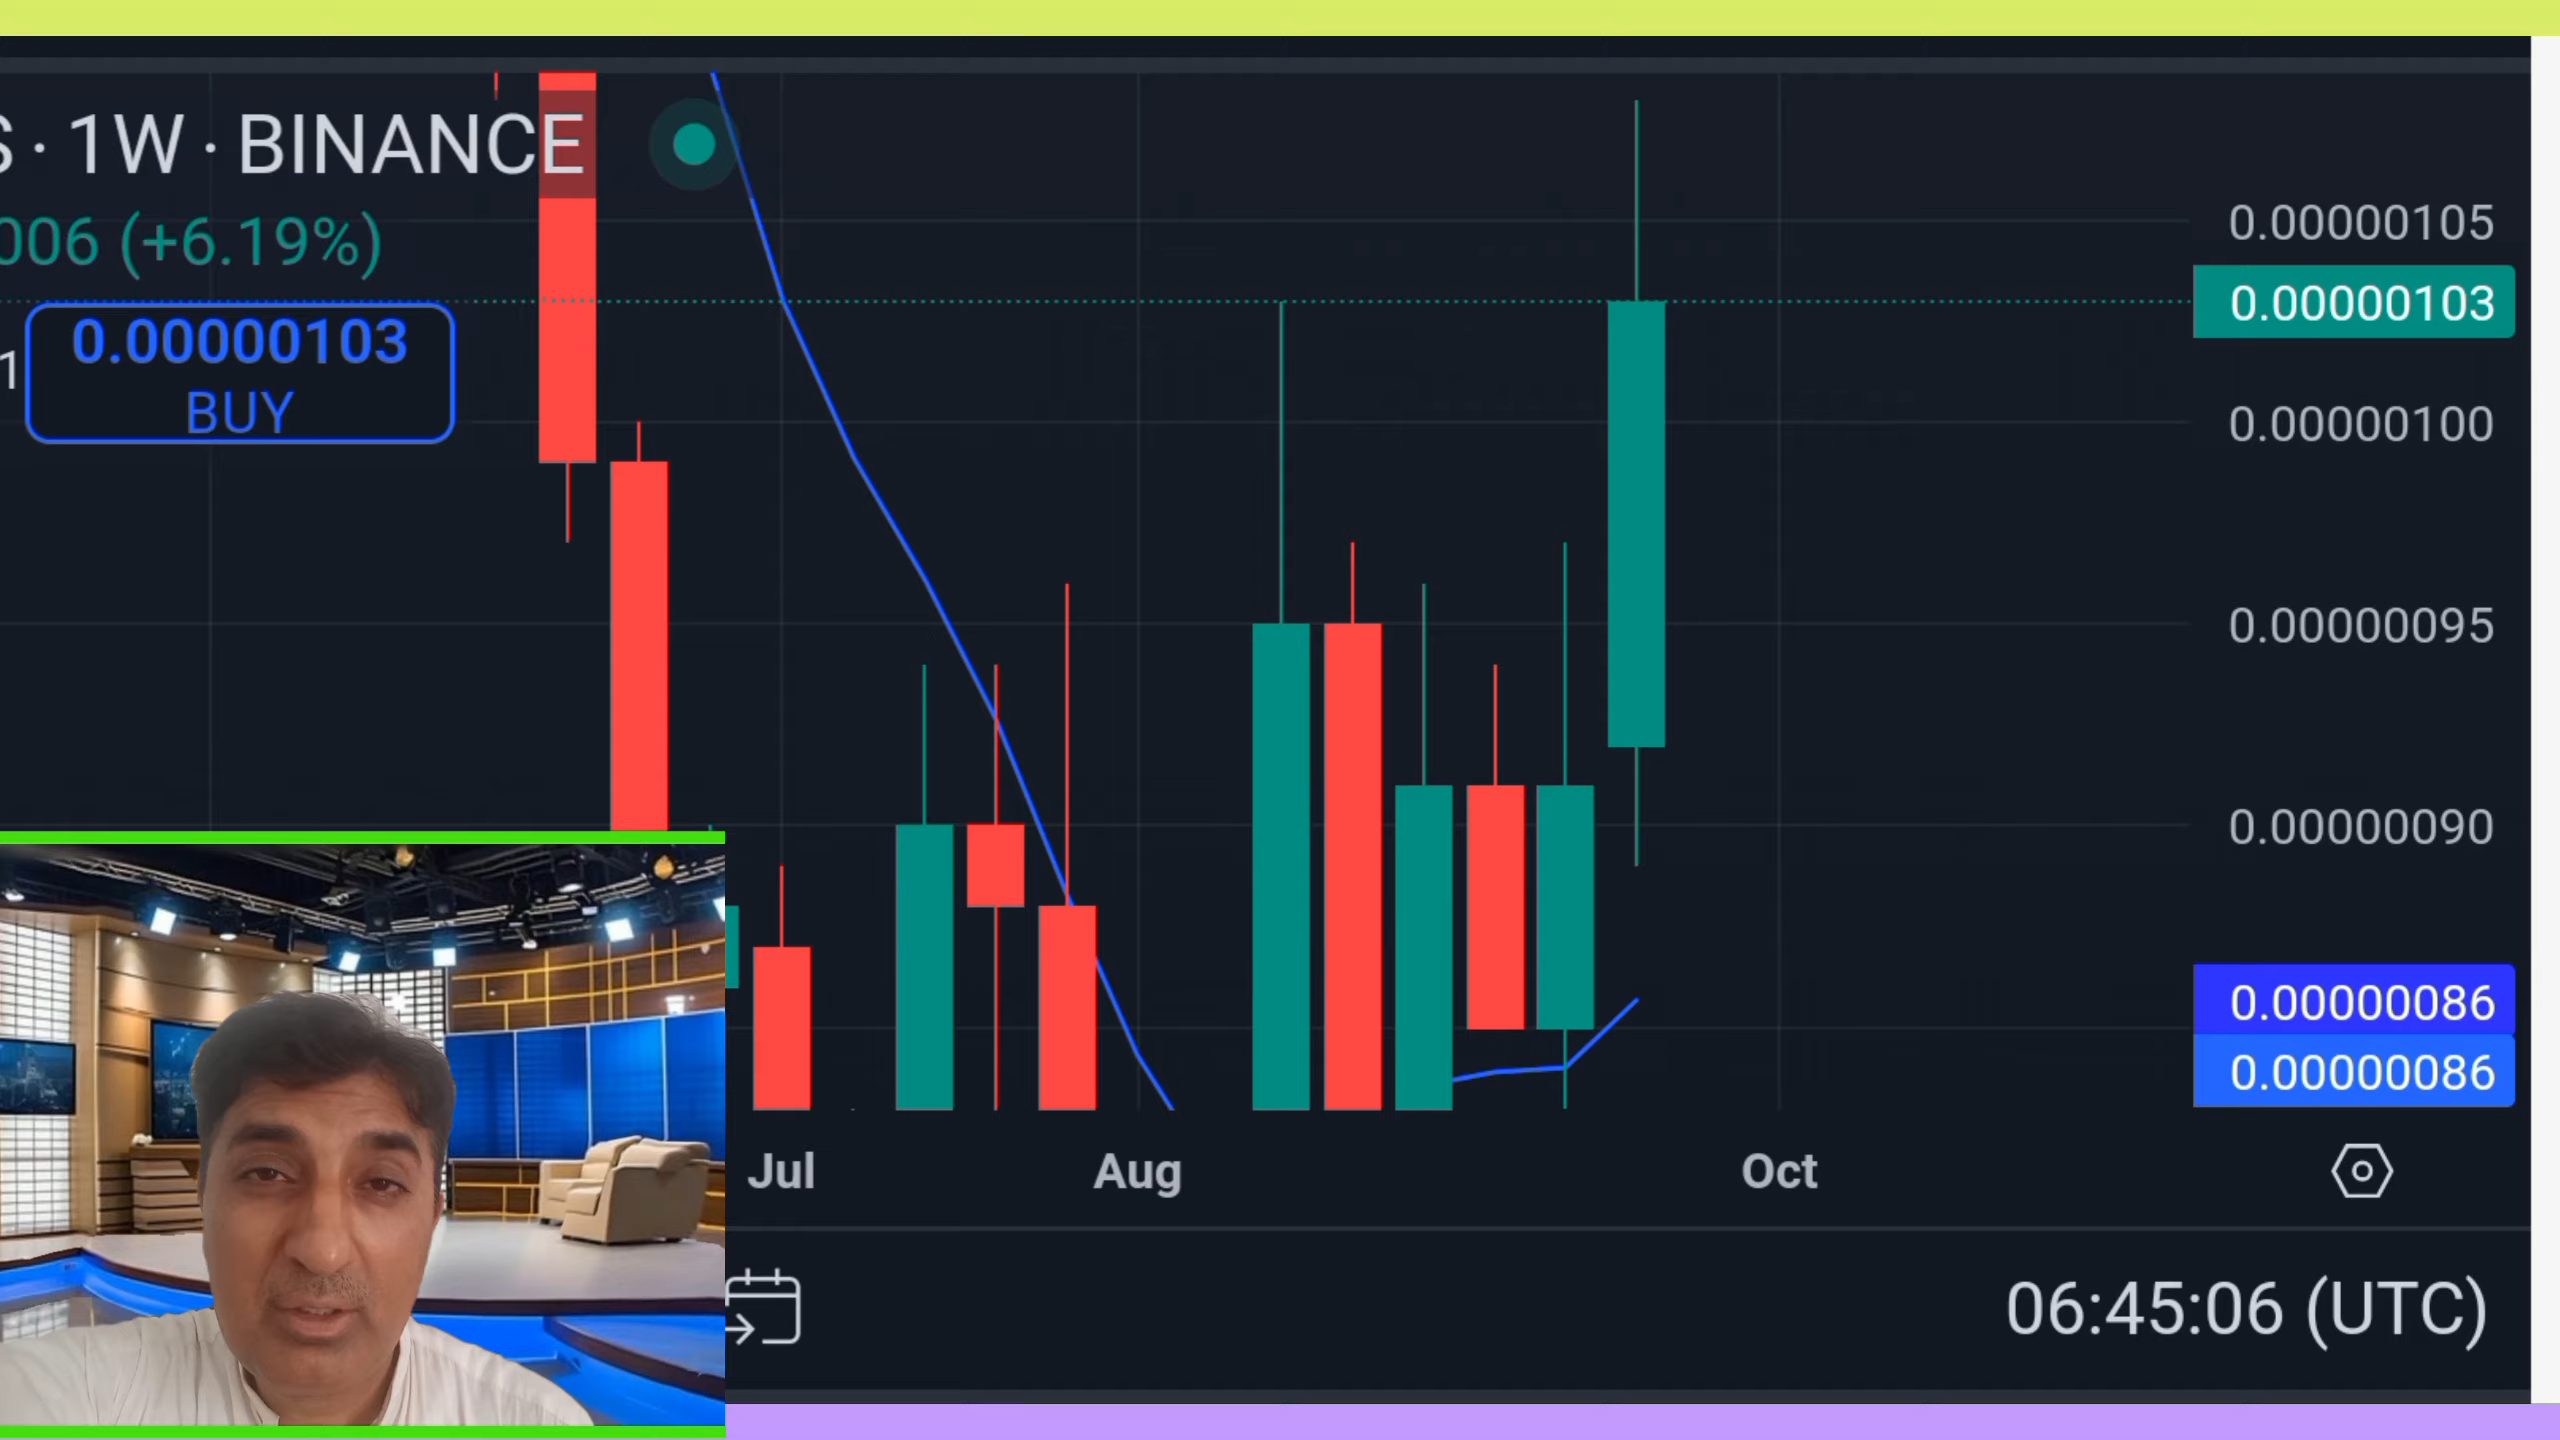 S · 1W · BINANCE
006 (+6.19%)
1
0.00000103
BUY
0.00000105
0.00000103
0.00000100
0.00000095
0.00000090
0.00000086
0.00000086
Jul
Aug
Oct
06:45:06 (UTC)